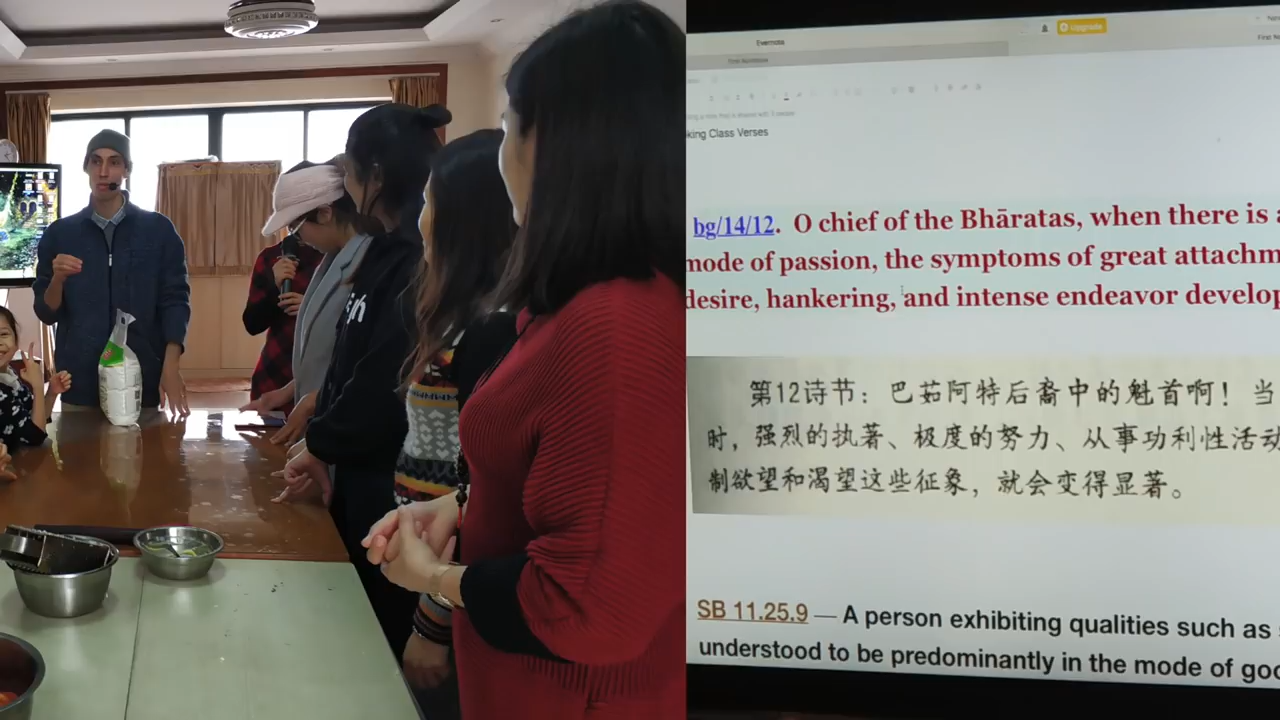 Evernote
Upgrade
First Notebook
First No
king Class Verses
bg/14/12. O chief of the Bhāratas, when there is a
mode of passion, the symptoms of great attachm
desire, hankering, and intense endeavor develop
第12诗节：巴茹阿特后裔中的魁首啊！当
时，强烈的执著、极度的努力、从事功利性活动
制欲望和渴望这些征象，就会变得显著。
SB 11.25.9 — A person exhibiting qualities such as
understood to be predominantly in the mode of goo